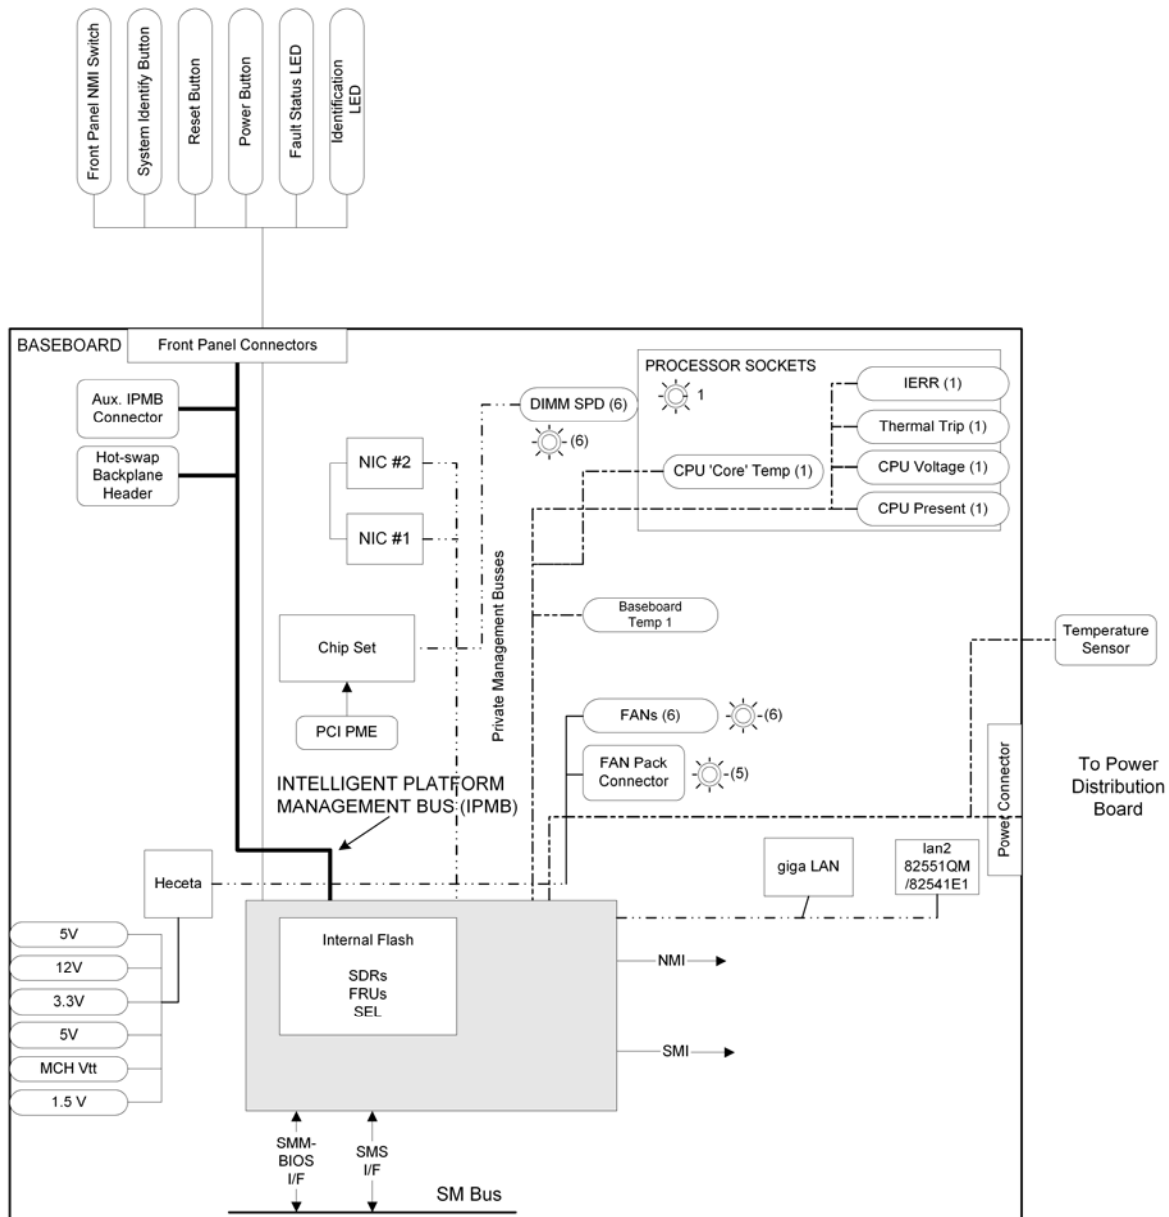 Front Panel NMI Switch
System Identify Button
Reset Button
Power Button
Fault Status LED
Identification
LED
BASEBOARD
Front Panel Connectors
Aux. IPMB
Connector
Hot-swap
Backplane
Header
NIC #2
NIC #1
DIMM SPD (6)
(6)
PROCESSOR SOCKETS
1
IERR (1)
Thermal Trip (1)
CPU Voltage (1)
CPU Present (1)
CPU 'Core' Temp (1)
Private Management Busses
Chip Set
PCI PME
Baseboard
Temp 1
Temperature
Sensor
FANs (6)
(6)
FAN Pack
Connector
(5)
Power Connector
To Power
Distribution
Board
INTELLIGENT PLATFORM
MANAGEMENT BUS (IPMB)
Heceta
giga LAN
lan2
82551QM
/82541E1
5V
12V
3.3V
5V
MCH Vtt
1.5 V
Internal Flash
SDRs
FRUs
SEL
NMI
SMI
SMM-
BIOS
I/F
SMS
I/F
SM Bus